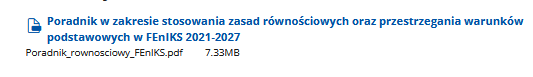 Poradnik w zakresie stosowania zasad równościowych oraz przestrzegania warunków
podstawowych w FEnIKS 2021-2027
Poradnik_rownosciowy_FEnIKS.pdf 7.33MB